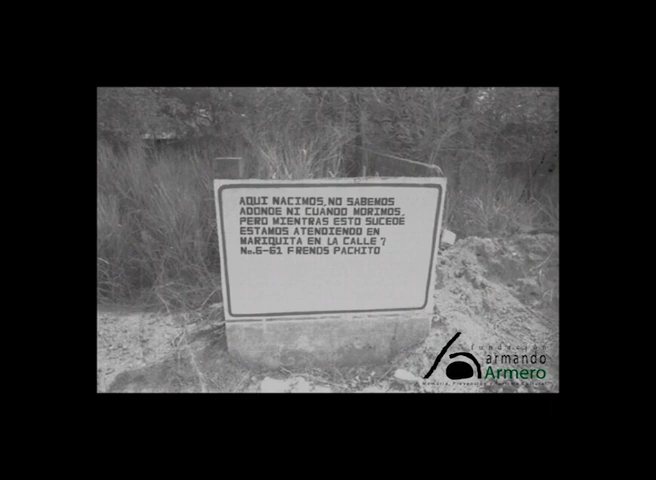 AQUI NACIMOS, NO SABEMOS
ADONDE NI CUANDO MORIMOS,
PERO MIENTRAS ESTO SUCEDE
ESTAMOS ATENDIENDO EN
MARIQUITA EN LA CALLE 7
No. 6-61 FRENOS PACHITO
fundación
armando
Armero